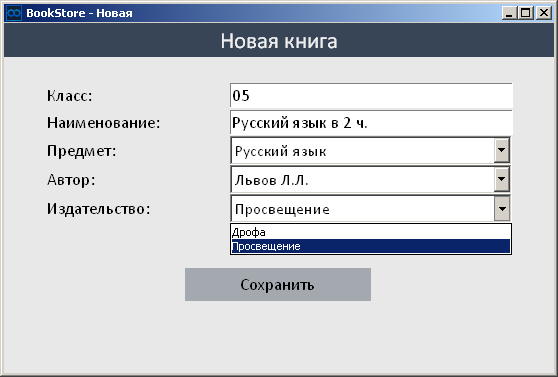 BookStore - Новая
Новая книга
Класс: 05
Наименование: Русский язык в 2 ч.
Предмет: Русский язык
Автор: Львов Л.Л.
Издательство: Просвещение
Дрофа
Просвещение
Сохранить